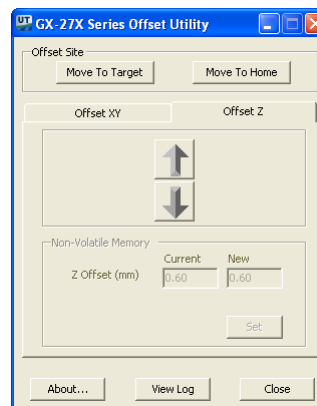 UT GX-27X Series Offset Utility
Offset Site
Move To Target Move To Home
Offset XY Offset Z
Non-Volatile Memory
Current New
Z Offset (mm) 0.60 0.60
Set
About... View Log Close